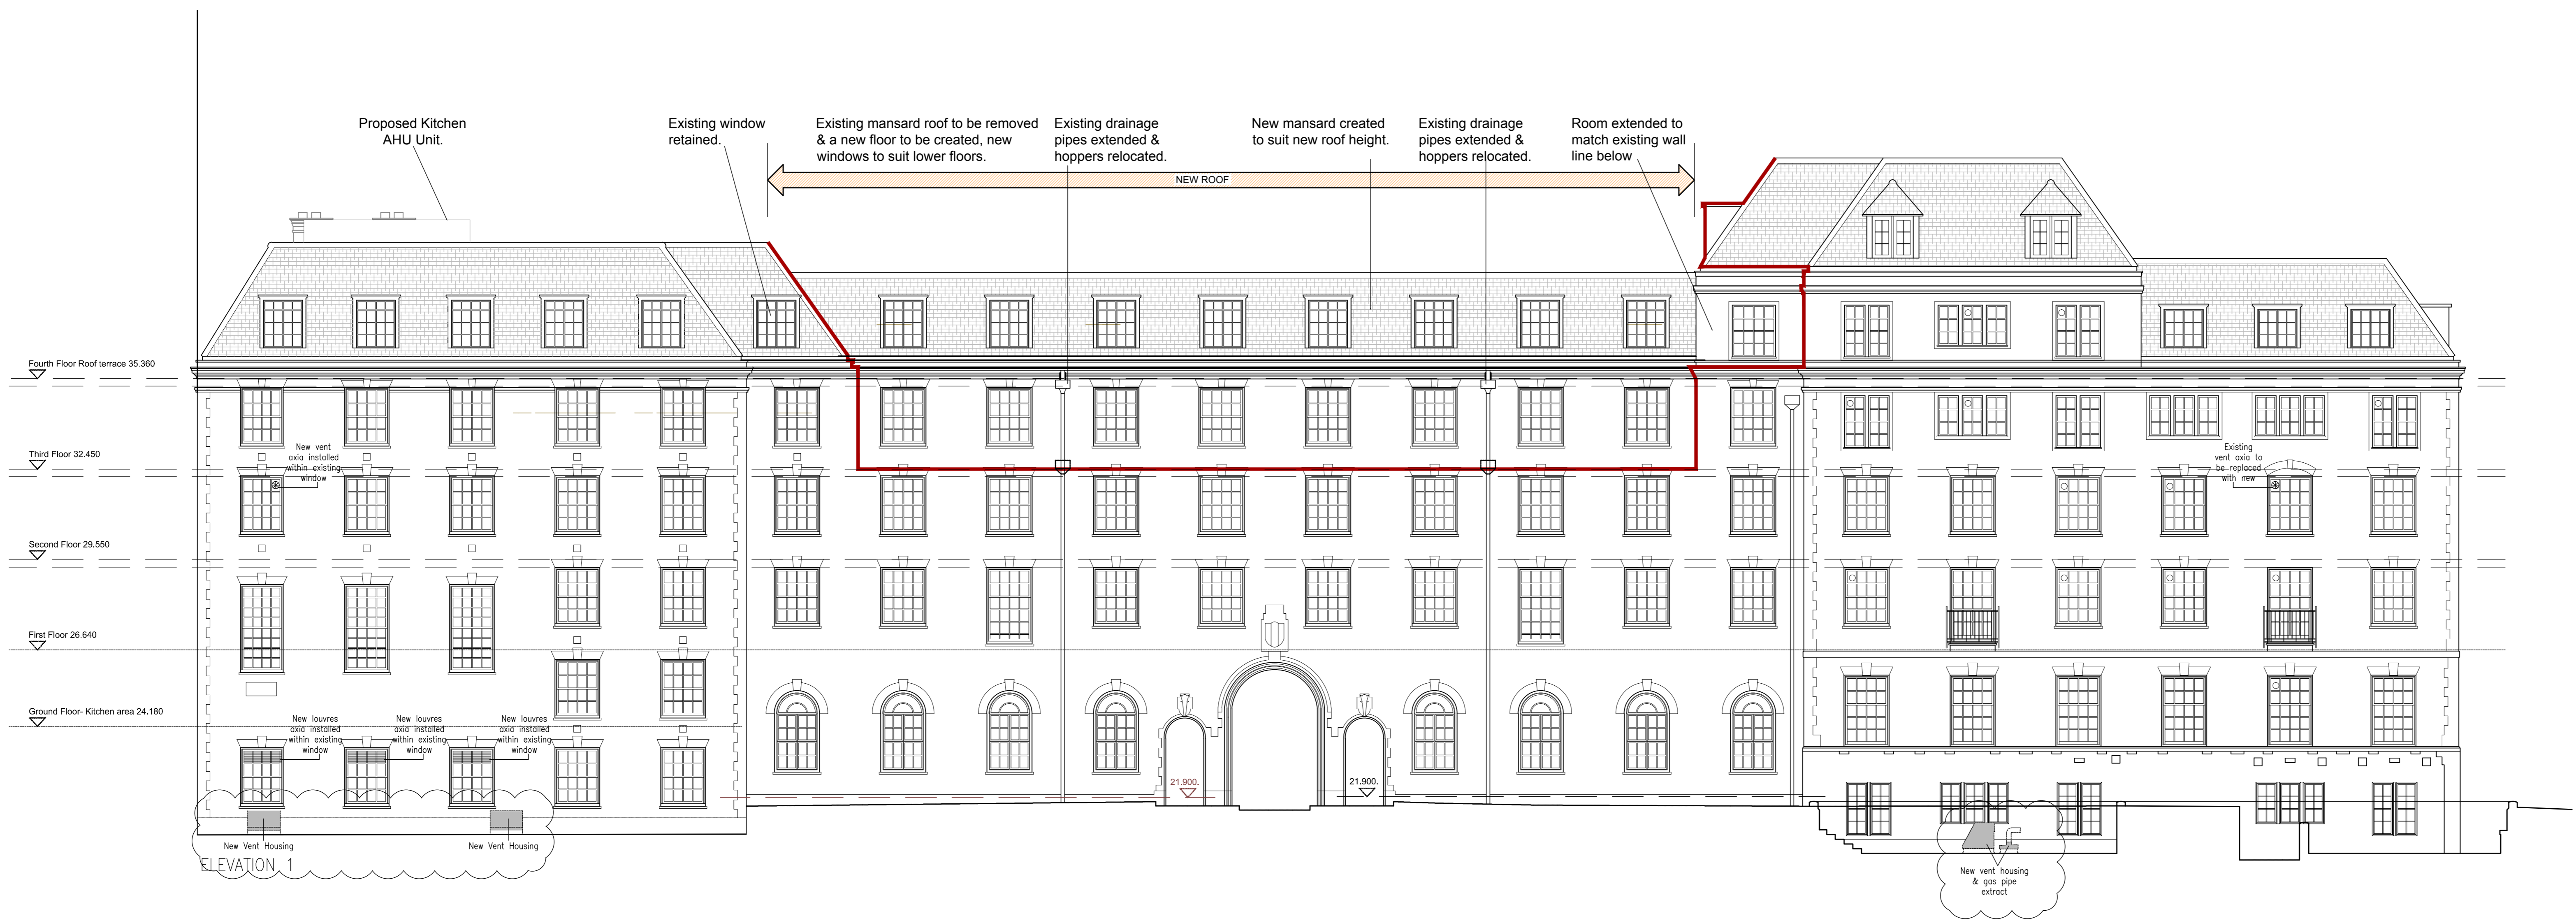 Proposed Kitchen
AHU Unit.
Existing window
retained.
Existing mansard roof to be removed
& a new floor to be created, new
windows to suit lower floors.
Existing drainage
pipes extended &
hoppers relocated.
New mansard created
to suit new roof height.
Existing drainage
pipes extended &
hoppers relocated.
Room extended to
match existing wall
line below
NEW ROOF
Fourth Floor Roof terrace 35.360
Third Floor 32.450
New vent
axia installed
within existing
window
Existing
vent axia to
be replaced
with new
Second Floor 29.550
First Floor 26.640
Ground Floor- Kitchen area 24.180
New louvres
axia installed
within existing
window
New louvres
axia installed
within existing
window
New louvres
axia installed
within existing
window
21.900.
21.900.
New Vent Housing
New Vent Housing
ELEVATION 1
New vent housing
& gas pipe
extract